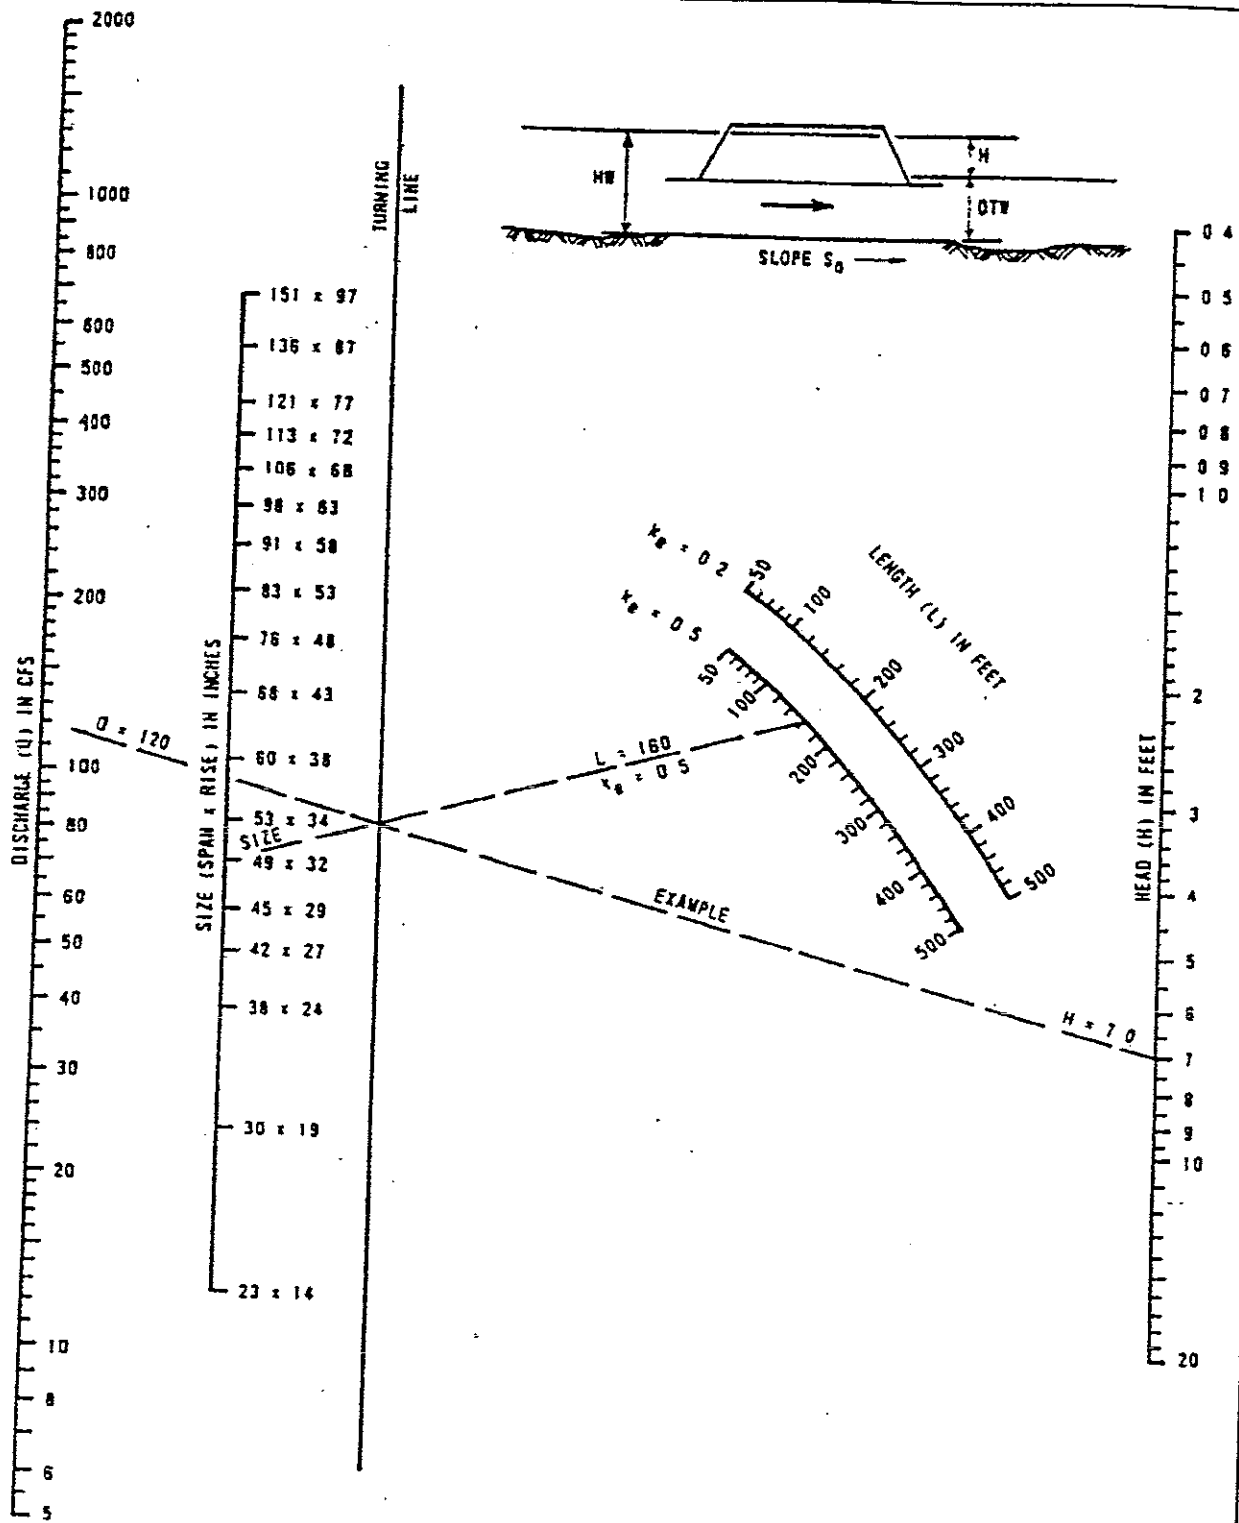 2000
1000
800
600
500
400
300
200
100
80
60
50
40
30
20
10
8
6
5
DISCHARGE (Q) IN CFS
151 x 97
136 x 87
121 x 77
113 x 72
106 x 68
98 x 63
91 x 58
83 x 53
76 x 48
68 x 43
60 x 38
53 x 34
49 x 32
45 x 29
42 x 27
38 x 24
30 x 19
23 x 14
SIZE (SPAN x RISE) IN INCHES
TURNING
LINE
HW
H
DTW
SLOPE S0
ke = 0 2
50
100
200
300
400
500
ke = 0 5
50
100
200
300
400
500
LENGTH (L) IN FEET
Q = 120
SIZE
L = 160
ke = 0 5
EXAMPLE
H = 7 0
0 4
0 5
0 6
0 7
0 8
0 9
1 0
2
3
4
5
6
7
8
9
10
20
HEAD (H) IN FEET